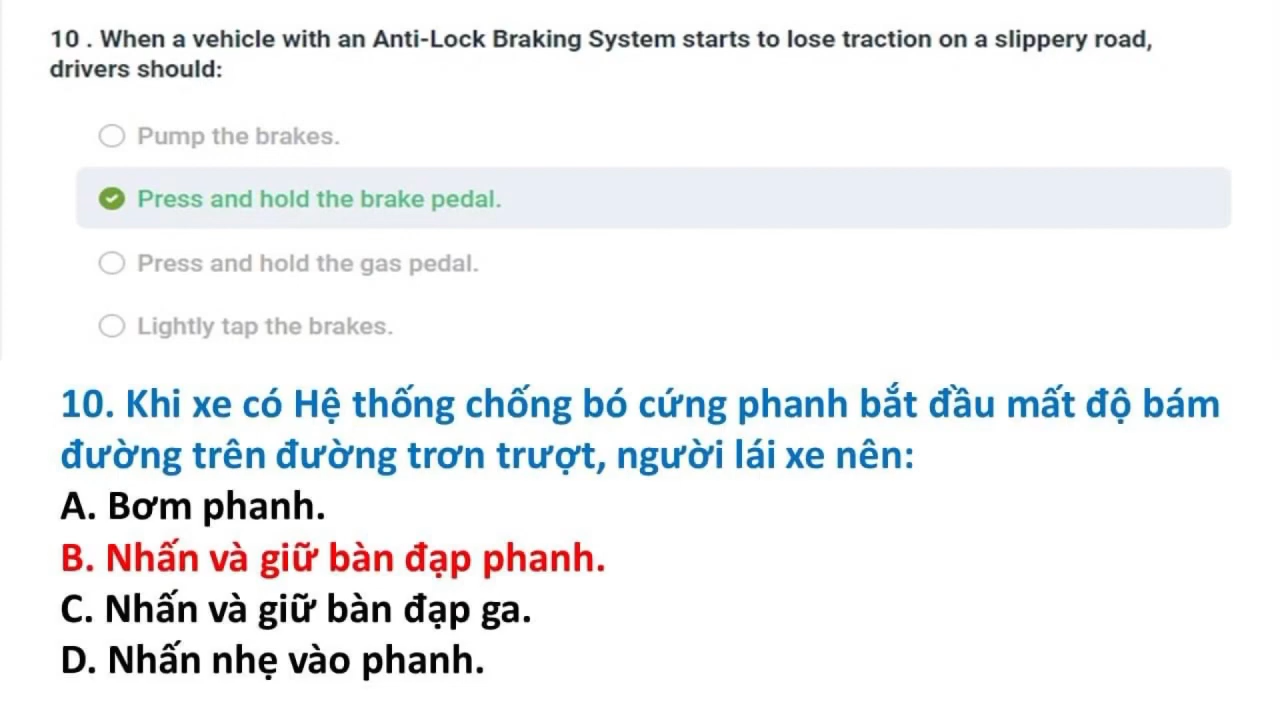 10 . When a vehicle with an Anti-Lock Braking System starts to lose traction on a slippery road,
drivers should:
Pump the brakes.
Press and hold the brake pedal.
Press and hold the gas pedal.
Lightly tap the brakes.
10. Khi xe có Hệ thống chống bó cứng phanh bắt đầu mất độ bám
đường trên đường trơn trượt, người lái xe nên:
A. Bơm phanh.
B. Nhấn và giữ bàn đạp phanh.
C. Nhấn và giữ bàn đạp ga.
D. Nhấn nhẹ vào phanh.